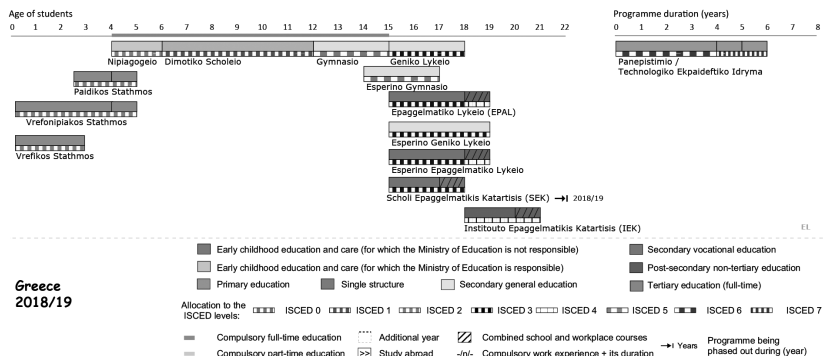 Age of students
Programme duration (years)
0 1 2 3 4 5 6 7 8 9 10 11 12 13 14 15 16 17 18 19 20 21 22
0 1 2 3 4 5 6 7 8
Nipiagogeio Dimotiko Scholeio Gymnasio Geniko Lykeio
Panepistimio /
Technologiko Ekpaideftiko Idryma
Esperino Gymnasio
Paidikos Stathmos
Epaggelmatiko Lykeio (EPAL)
Vrefonipiakos Stathmos
Esperino Geniko Lykeio
Vrefikos Stathmos
Esperino Epaggelmatiko Lykeio
Scholi Epaggelmatikis Katartisis (SEK) 2018/19
Instituto Epaggelmatikis Katartisis (IEK)
EL
Greece
2018/19
Early childhood education and care (for which the Ministry of Education is not responsible)
Secondary vocational education
Early childhood education and care (for which the Ministry of Education is responsible)
Post-secondary non-tertiary education
Primary education Single structure Secondary general education Tertiary education (full-time)
Allocation to the
ISCED levels: ISCED 0 ISCED 1 ISCED 2 ISCED 3 ISCED 4 ISCED 5 ISCED 6 ISCED 7
Compulsory full-time education Additional year Combined school and workplace courses Years Programme being
phased out during (year)
Compulsory part-time education >> Study abroad -/n/- Compulsory work experience + its duration